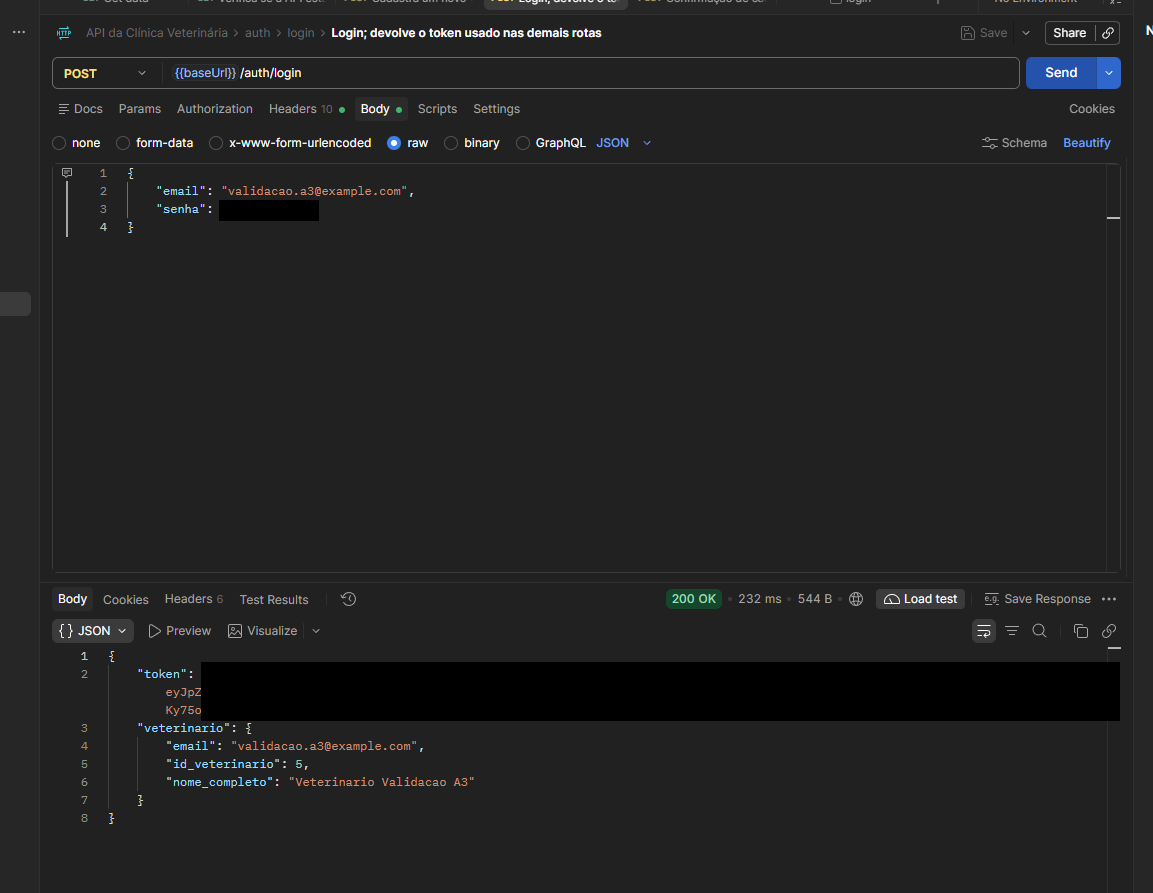 No Environment
API da Clínica Veterinária > auth > login > Login; devolve o token usado nas demais rotas
Save
Share
POST
{{baseUrl}} /auth/login
Send
Docs Params Authorization Headers 10 Body Scripts Settings
Cookies
none form-data x-www-form-urlencoded raw binary GraphQL JSON
Schema Beautify
1 {
2 "email": "validacao.a3@example.com",
3 "senha":
4 }
Body Cookies Headers 6 Test Results
200 OK • 232 ms • 544 B • Load test e.g. Save Response
{} JSON Preview Visualize
1 {
2 "token":
eyJpZ
Ky75o
3 "veterinario": {
4 "email": "validacao.a3@example.com",
5 "id_veterinario": 5,
6 "nome_completo": "Veterinario Validacao A3"
7 }
8 }